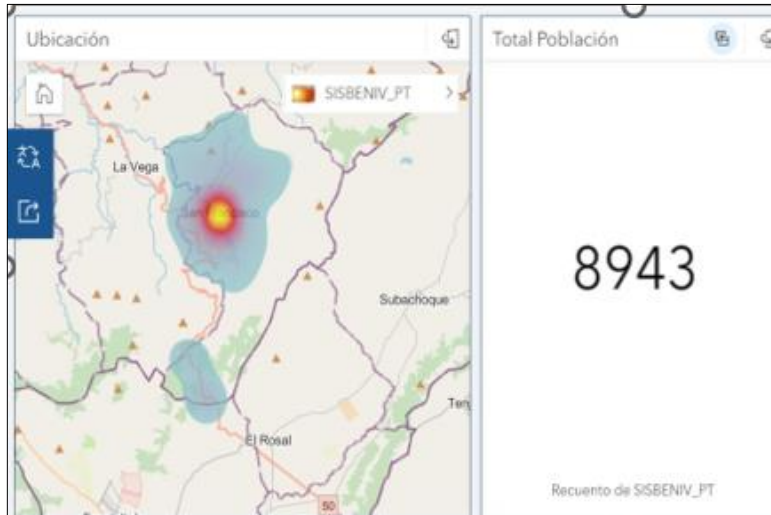 Ubicación
Total Población
SISBENIV_PT
La Vega
8943
Subachoque
El Rosal
Recuento de SISBENIV_PT
50